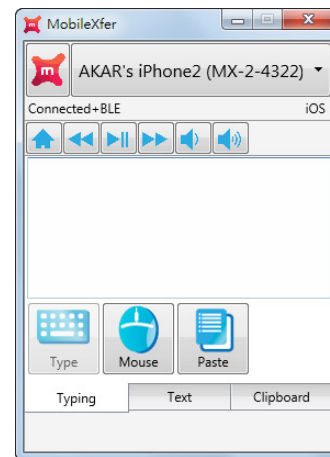 MobileXfer
AKAR's iPhone2 (MX-2-4322)
Connected+BLE iOS
Type Mouse Paste
Typing Text Clipboard